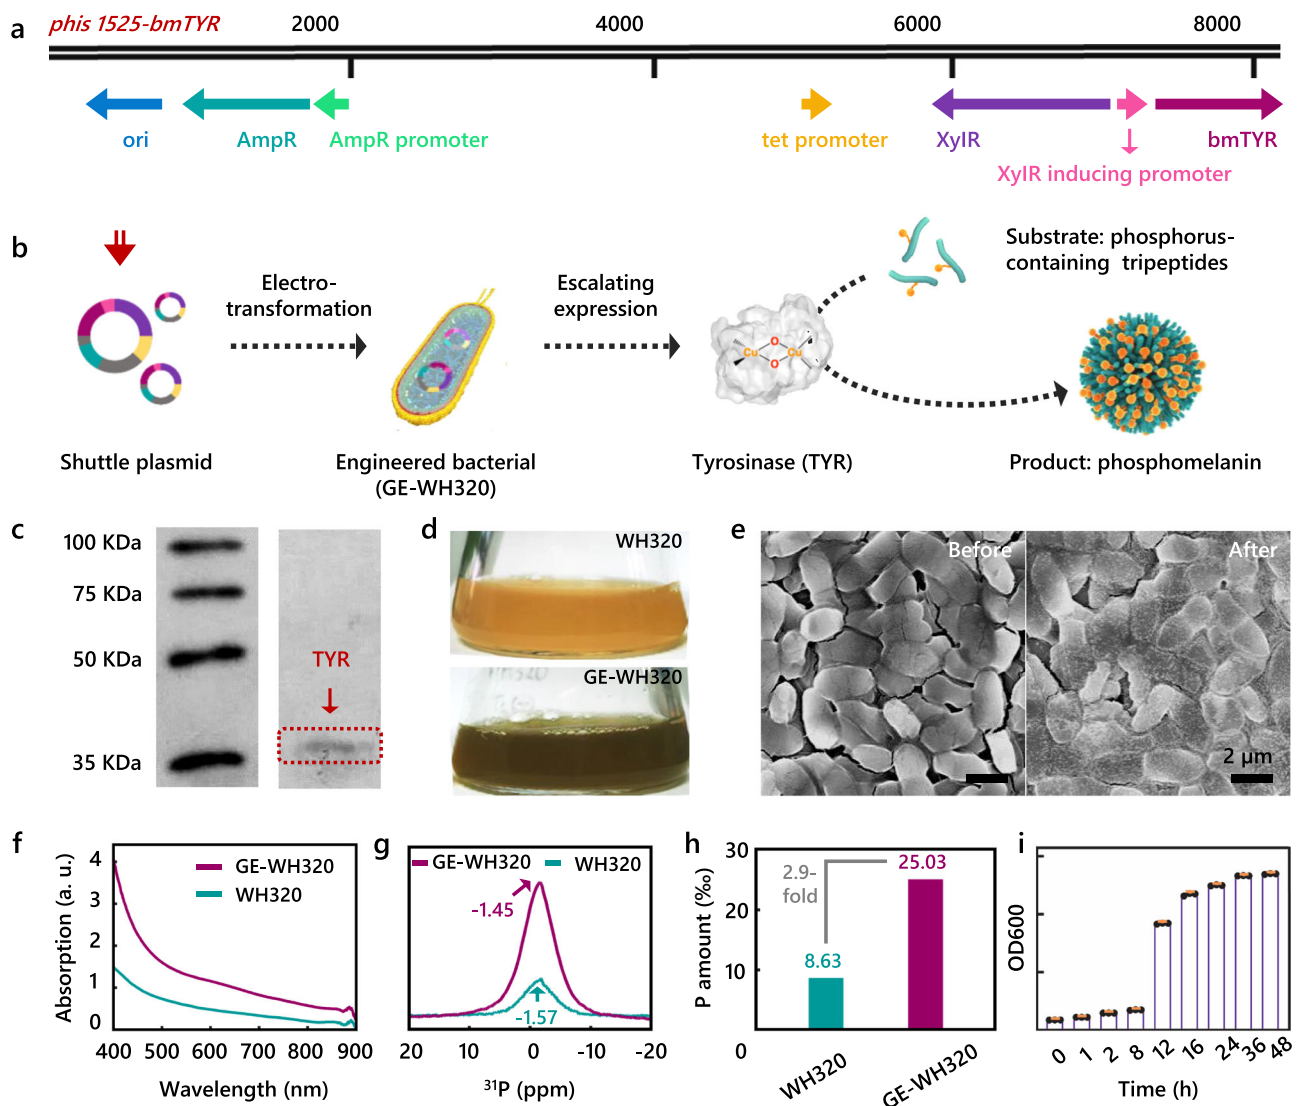 a
phis 1525-bmTYR
2000
4000
6000
8000
ori
AmpR
AmpR promoter
tet promoter
XyIR
bmTYR
XyIR inducing promoter
b
Electro-
transformation
Escalating
expression
Substrate: phosphorus-
containing tripeptides
Cu
O
O
Cu
Shuttle plasmid
Engineered bacterial
(GE-WH320)
Tyrosinase (TYR)
Product: phosphomelanin
c
100 KDa
75 KDa
50 KDa
35 KDa
TYR
d
WH320
GE-WH320
e
Before
After
2 μm
f
Absorption (a. u.)
4
3
2
1
0
GE-WH320
WH320
400 500 600 700 800 900
Wavelength (nm)
g
GE-WH320
WH320
-1.45
-1.57
20 10 0 -10 -20
³¹P (ppm)
h
P amount (‰)
30
20
10
0
2.9-
fold
8.63
25.03
WH320
GE-WH320
i
OD600
0 1 2 8 12 16 24 36 48
Time (h)